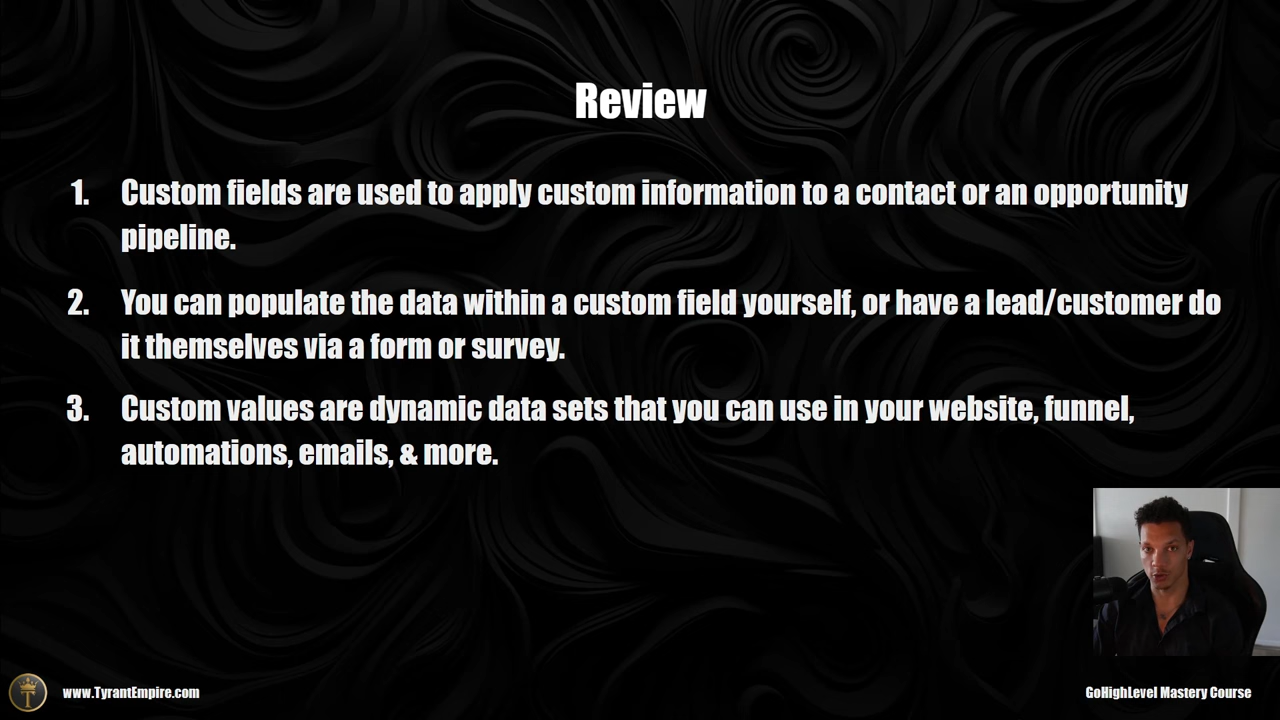 Review
1. Custom fields are used to apply custom information to a contact or an opportunity
pipeline.
2. You can populate the data within a custom field yourself, or have a lead/customer do
it themselves via a form or survey.
3. Custom values are dynamic data sets that you can use in your website, funnel,
automations, emails, & more.
T
www.TyrantEmpire.com
GoHighLevel Mastery Course